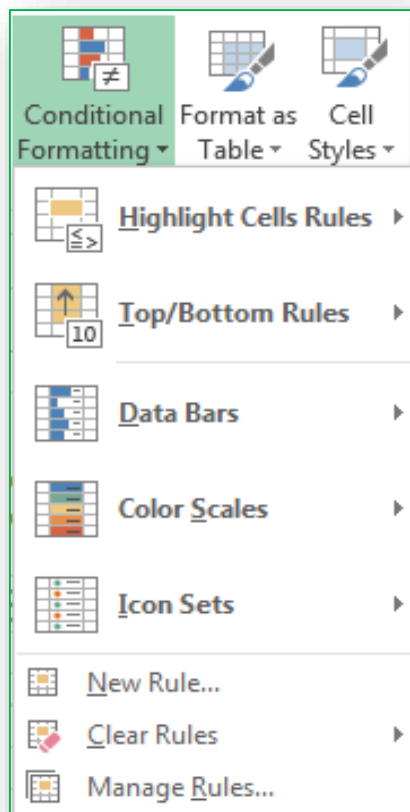 ≠
Conditional Format as Cell
Formatting ▾ Table ▾ Styles ▾
≤ ≥
Highlight Cells Rules
10
Top/Bottom Rules
Data Bars
Color Scales
Icon Sets
New Rule...
Clear Rules
Manage Rules...